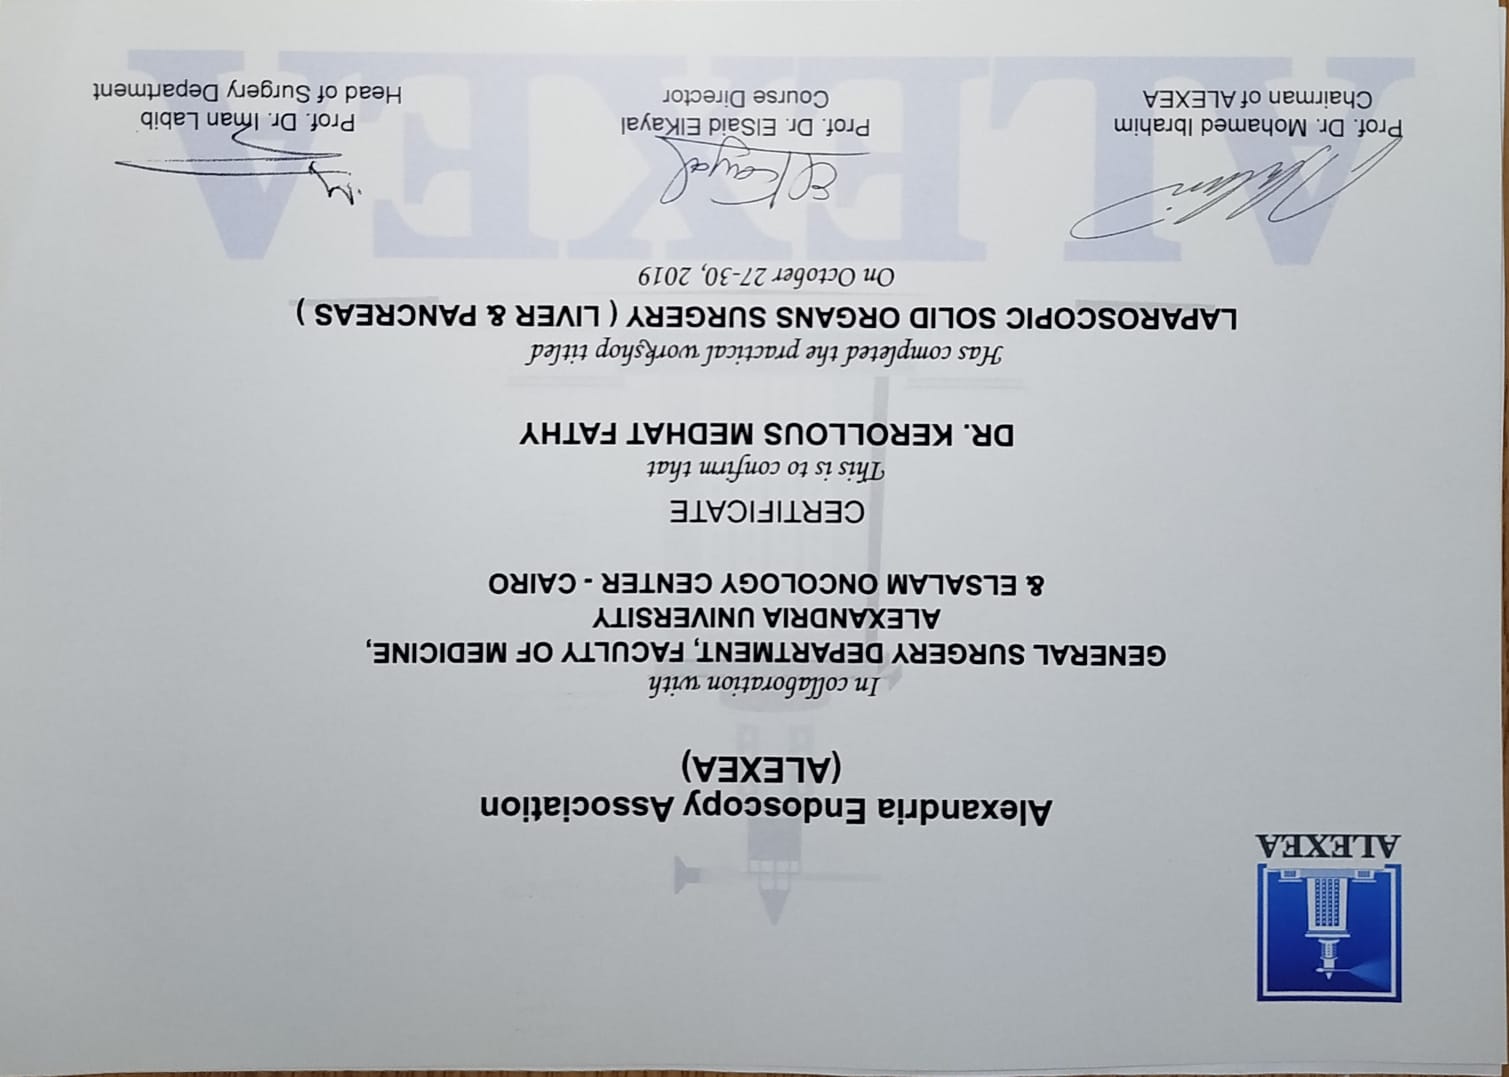 ALEXEA
Alexandria Endoscopy Association
(ALEXEA)
In collaboration with
GENERAL SURGERY DEPARTMENT, FACULTY OF MEDICINE,
ALEXANDRIA UNIVERSITY
& ELSALAM ONCOLOGY CENTER - CAIRO
CERTIFICATE
This is to confirm that
DR. KEROLLOUS MEDHAT FATHY
Has completed the practical workshop titled
LAPAROSCOPIC SOLID ORGANS SURGERY ( LIVER & PANCREAS )
On October 27-30, 2019
ALEXEA
Prof. Dr. Mohamed Ibrahim
Chairman of ALEXEA
El Kayal
Prof. Dr. ElSaid ElKayal
Course Director
Prof. Dr. Iman Labib
Head of Surgery Department